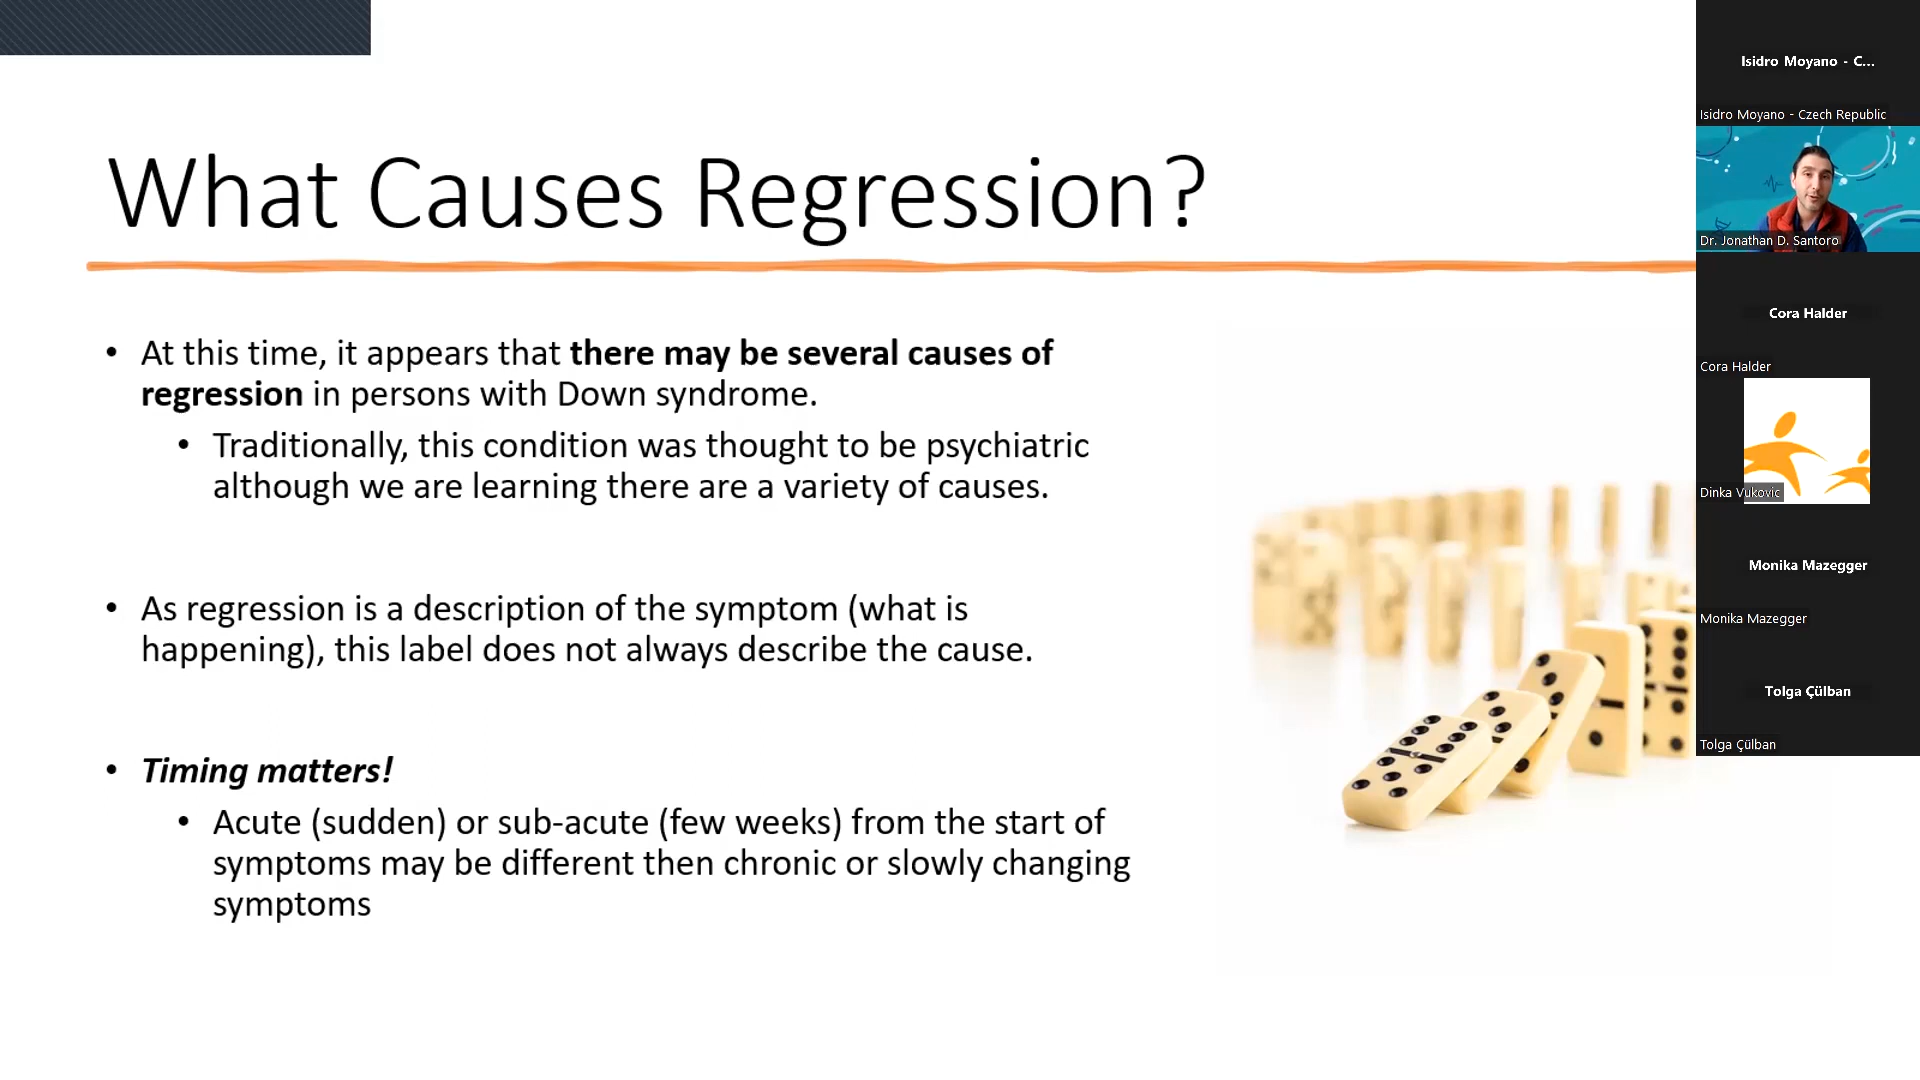 What Causes Regression?
• At this time, it appears that there may be several causes of
regression in persons with Down syndrome.
• Traditionally, this condition was thought to be psychiatric
although we are learning there are a variety of causes.
• As regression is a description of the symptom (what is
happening), this label does not always describe the cause.
• Timing matters!
• Acute (sudden) or sub-acute (few weeks) from the start of
symptoms may be different then chronic or slowly changing
symptoms
Isidro Moyano - C...
Isidro Moyano - Czech Republic
Dr. Jonathan D. Santoro
Cora Halder
Cora Halder
Dinka Vukovic
Monika Mazegger
Monika Mazegger
Tolga Çülban
Tolga Çülban